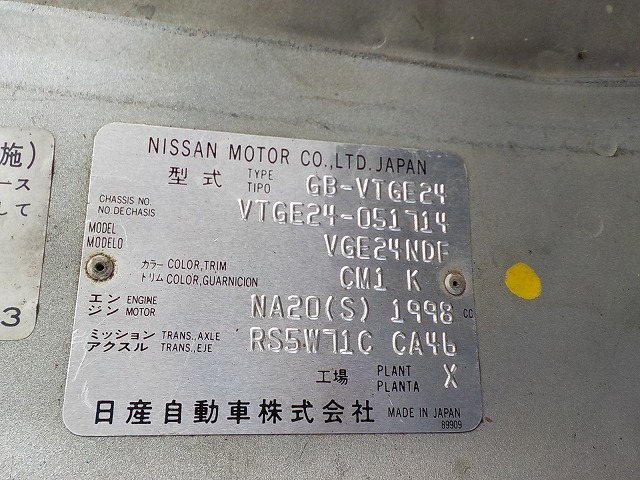 施)
ース
して
3
NISSAN MOTOR CO.,LTD.JAPAN
型式 TYPE TIPO GB-VTGE24
CHASSIS NO. NO DE CHASIS VTGE24-051714
MODEL MODELO VGE24NDF
カラー COLOR,TRIM トリム COLOR,GUARNICION CM1 K
エンジン ENGINE MOTOR NA20(S) 1998 CC
ミッション アクスル TRANS.,AXLE TRANS.,EJE RS5W71C CA46
工場 PLANT PLANTA X
日産自動車株式会社 MADE IN JAPAN
89909